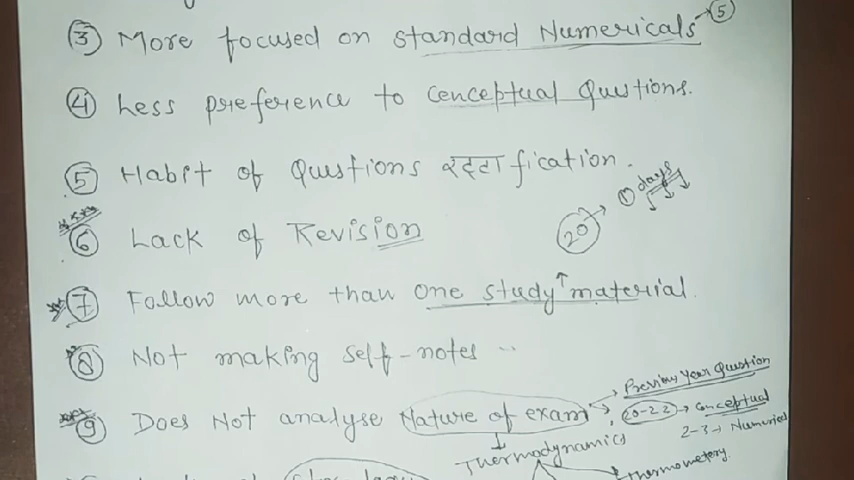 ③ More focused on standard Numericals → ⑤
④ Less preference to Conceptual Questions.
⑤ Habit of Questions रट्टाfication.
⑥ Lack of Revision
20 → ① days
⑦ Follow more than one study material.
⑧ Not making self-notes
⑨ Does Not analyse Nature of exam
Previous Year Question
20-22 → Conceptual
2-3 → Numerical
Thermodynamics
Thermometery.